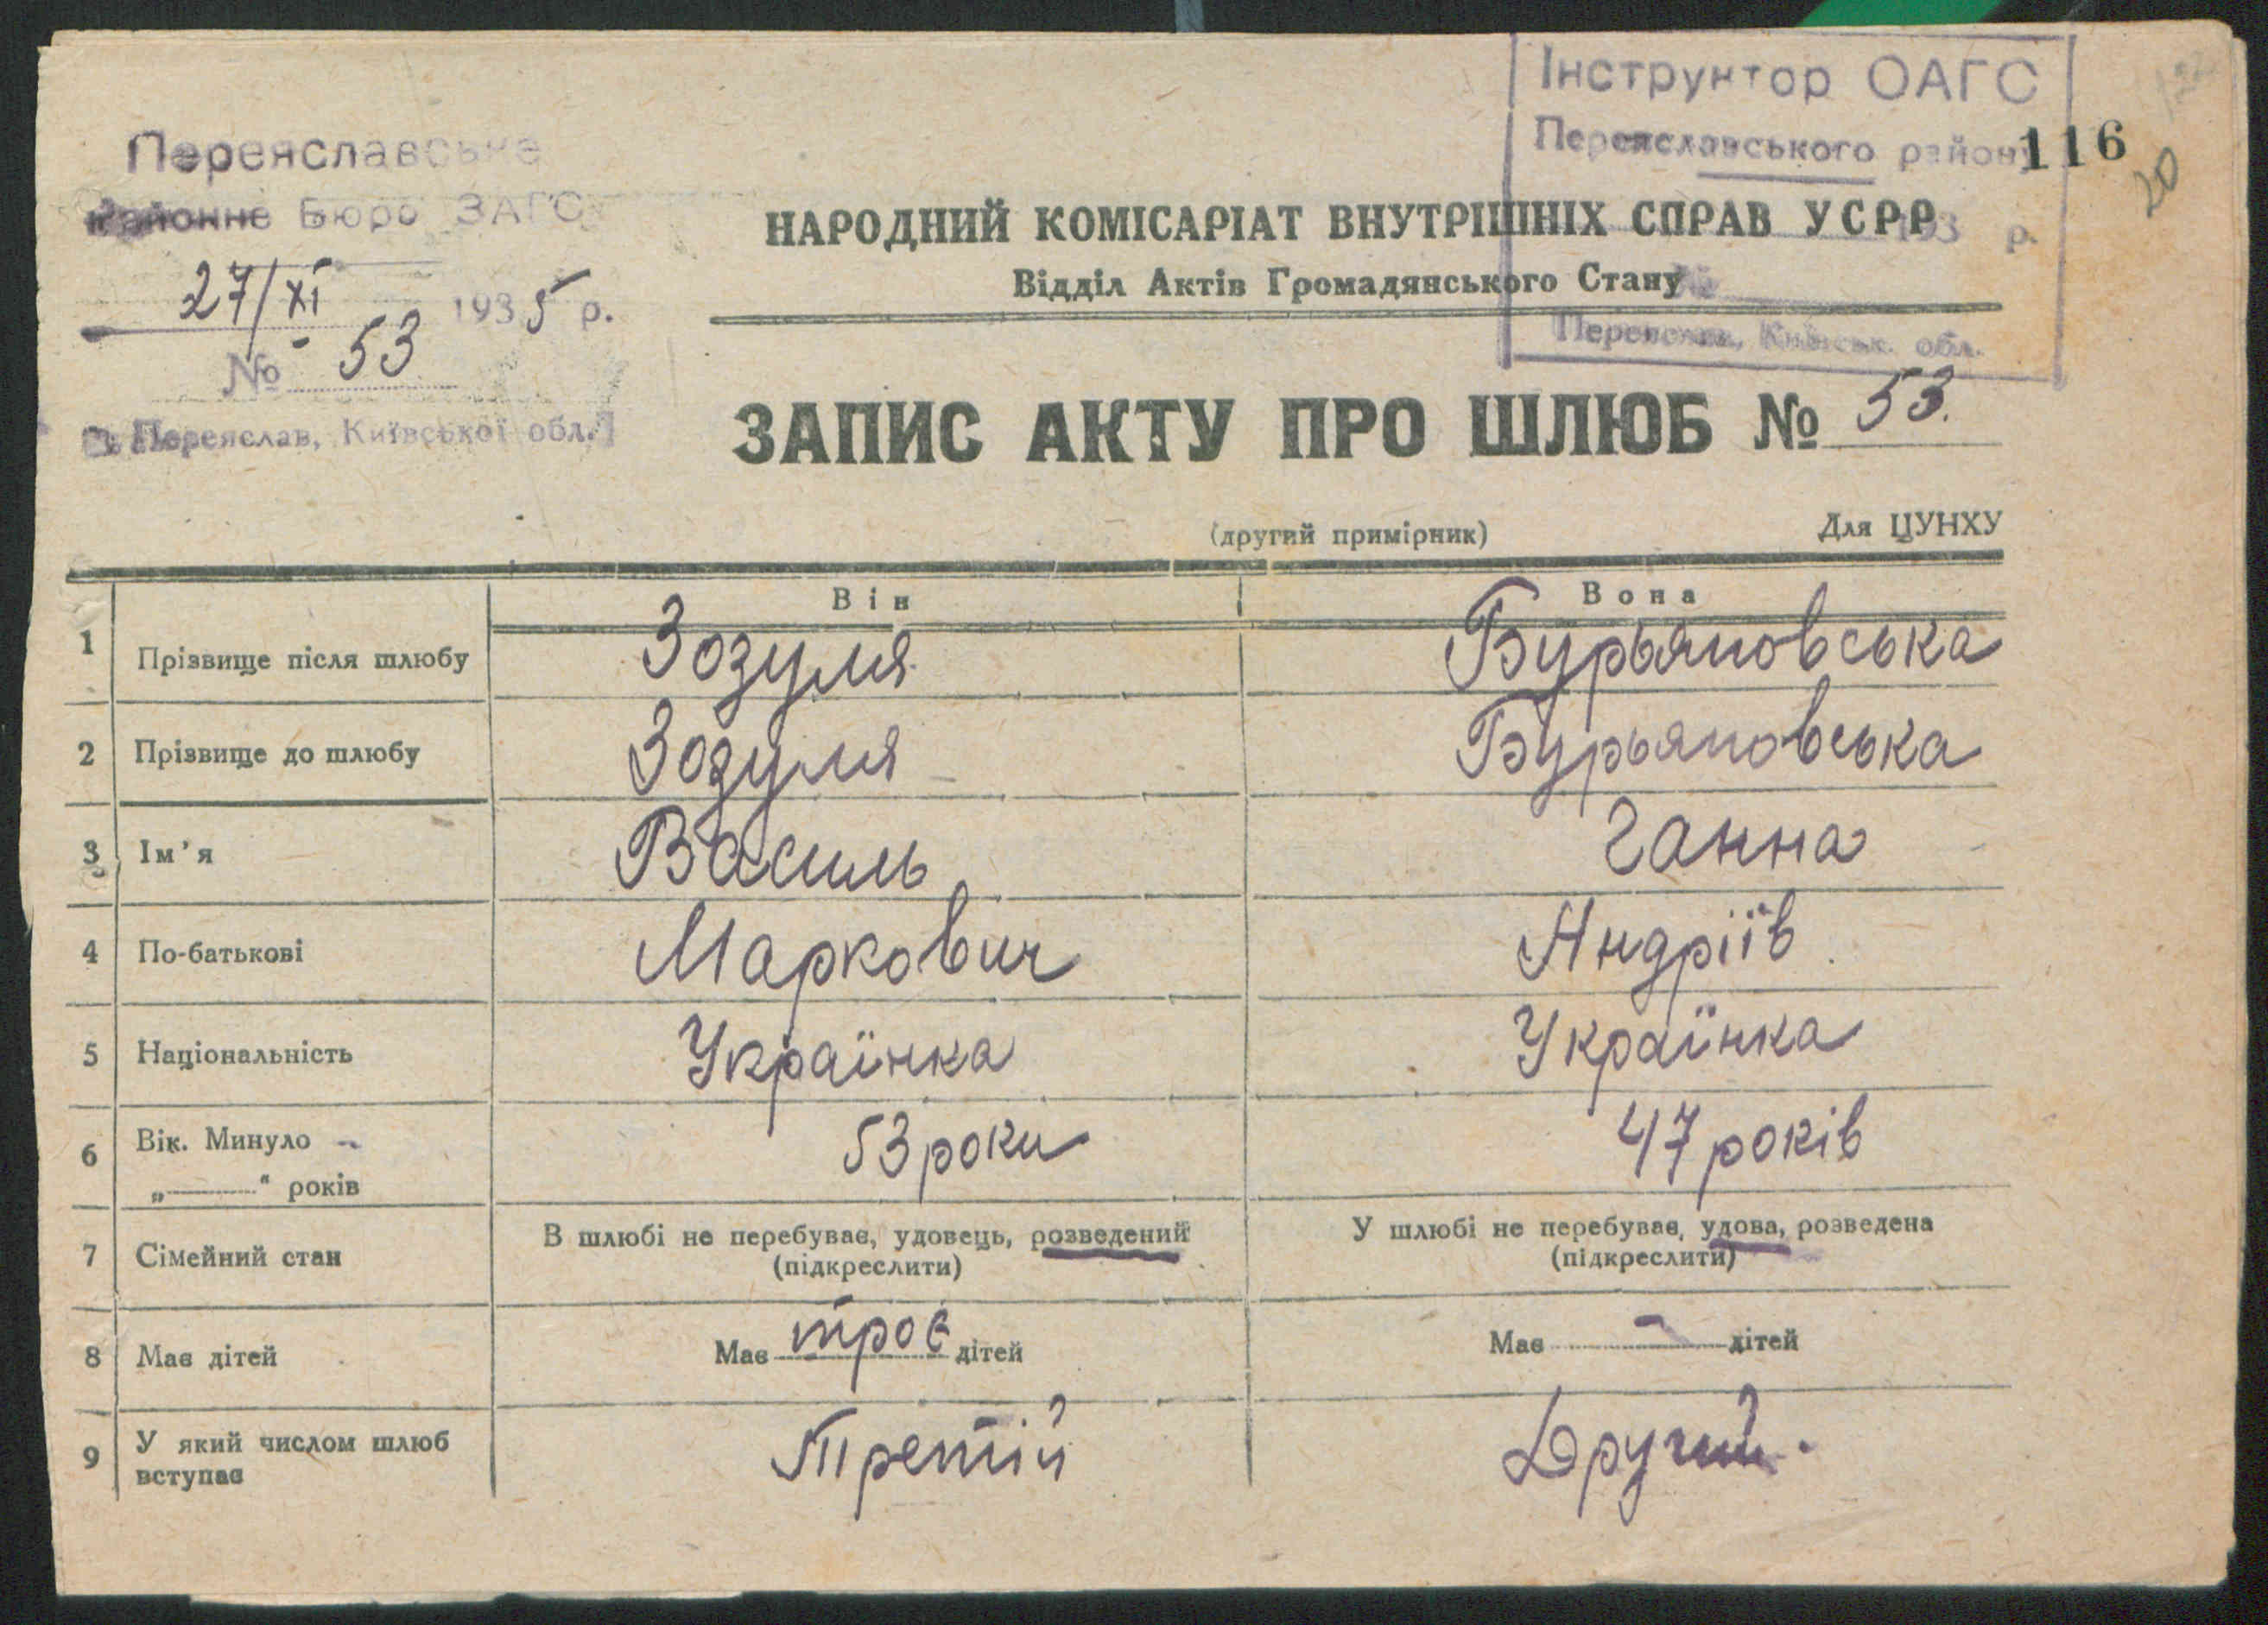 Інструктор ОАГС
Переяславського району
116
20
193 р.
Переяслав, Київськ. обл.
Переяславське
Районне Бюро ЗАГС
27/XI 1935 р.
№ 53
м. Переяслав, Київської обл.
НАРОДНИЙ КОМІСАРІАТ ВНУТРІШНІХ СПРАВ УСРР
Відділ Актів Громадянського Стану
ЗАПИС АКТУ ПРО ШЛЮБ № 53.
(другий примірник) Для ЦУНХУ
Він Вона
1 Прізвище після шлюбу Зозуля Бурьяновська
2 Прізвище до шлюбу Зозуля Бурьяновська
3 Ім'я Василь Ганна
4 По-батькові Маркович Андріїв
5 Національність Українка Українка
6 Вік. Минуло 53 роки 47 років
„———“ років
7 Сімейний стан В шлюбі не перебуває, удовець, розведений У шлюбі не перебуває, удова, розведена
(підкреслити) (підкреслити)
8 Має дітей Має троє дітей Має - дітей
9 У який числом шлюб вступає Третій Другий.